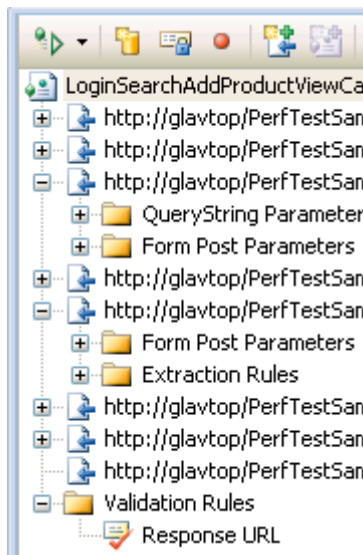 LoginSearchAddProductViewCa
http://glavtop/PerfTestSam
http://glavtop/PerfTestSam
http://glavtop/PerfTestSam
QueryString Parameter
Form Post Parameters
http://glavtop/PerfTestSam
http://glavtop/PerfTestSam
Form Post Parameters
Extraction Rules
http://glavtop/PerfTestSam
http://glavtop/PerfTestSam
http://glavtop/PerfTestSam
Validation Rules
Response URL